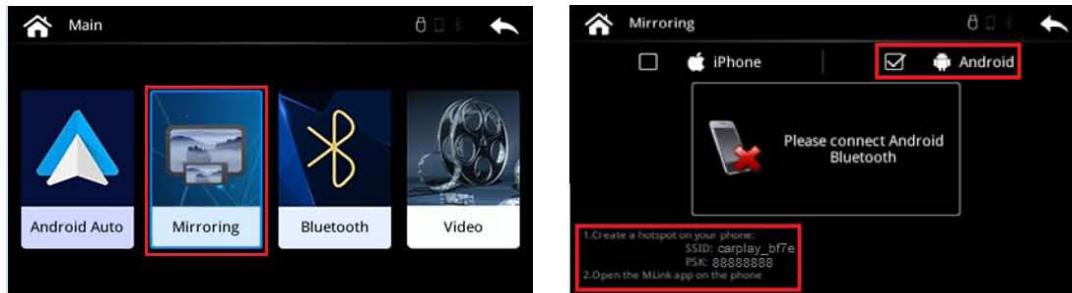 Main
Android Auto
Mirroring
Bluetooth
Video
Mirroring
iPhone
Android
Please connect Android
Bluetooth
1.Create a hotspot on your phone:
SSID: carplay_bf7e
PSK: 88888888
2.Open the MLink app on the phone